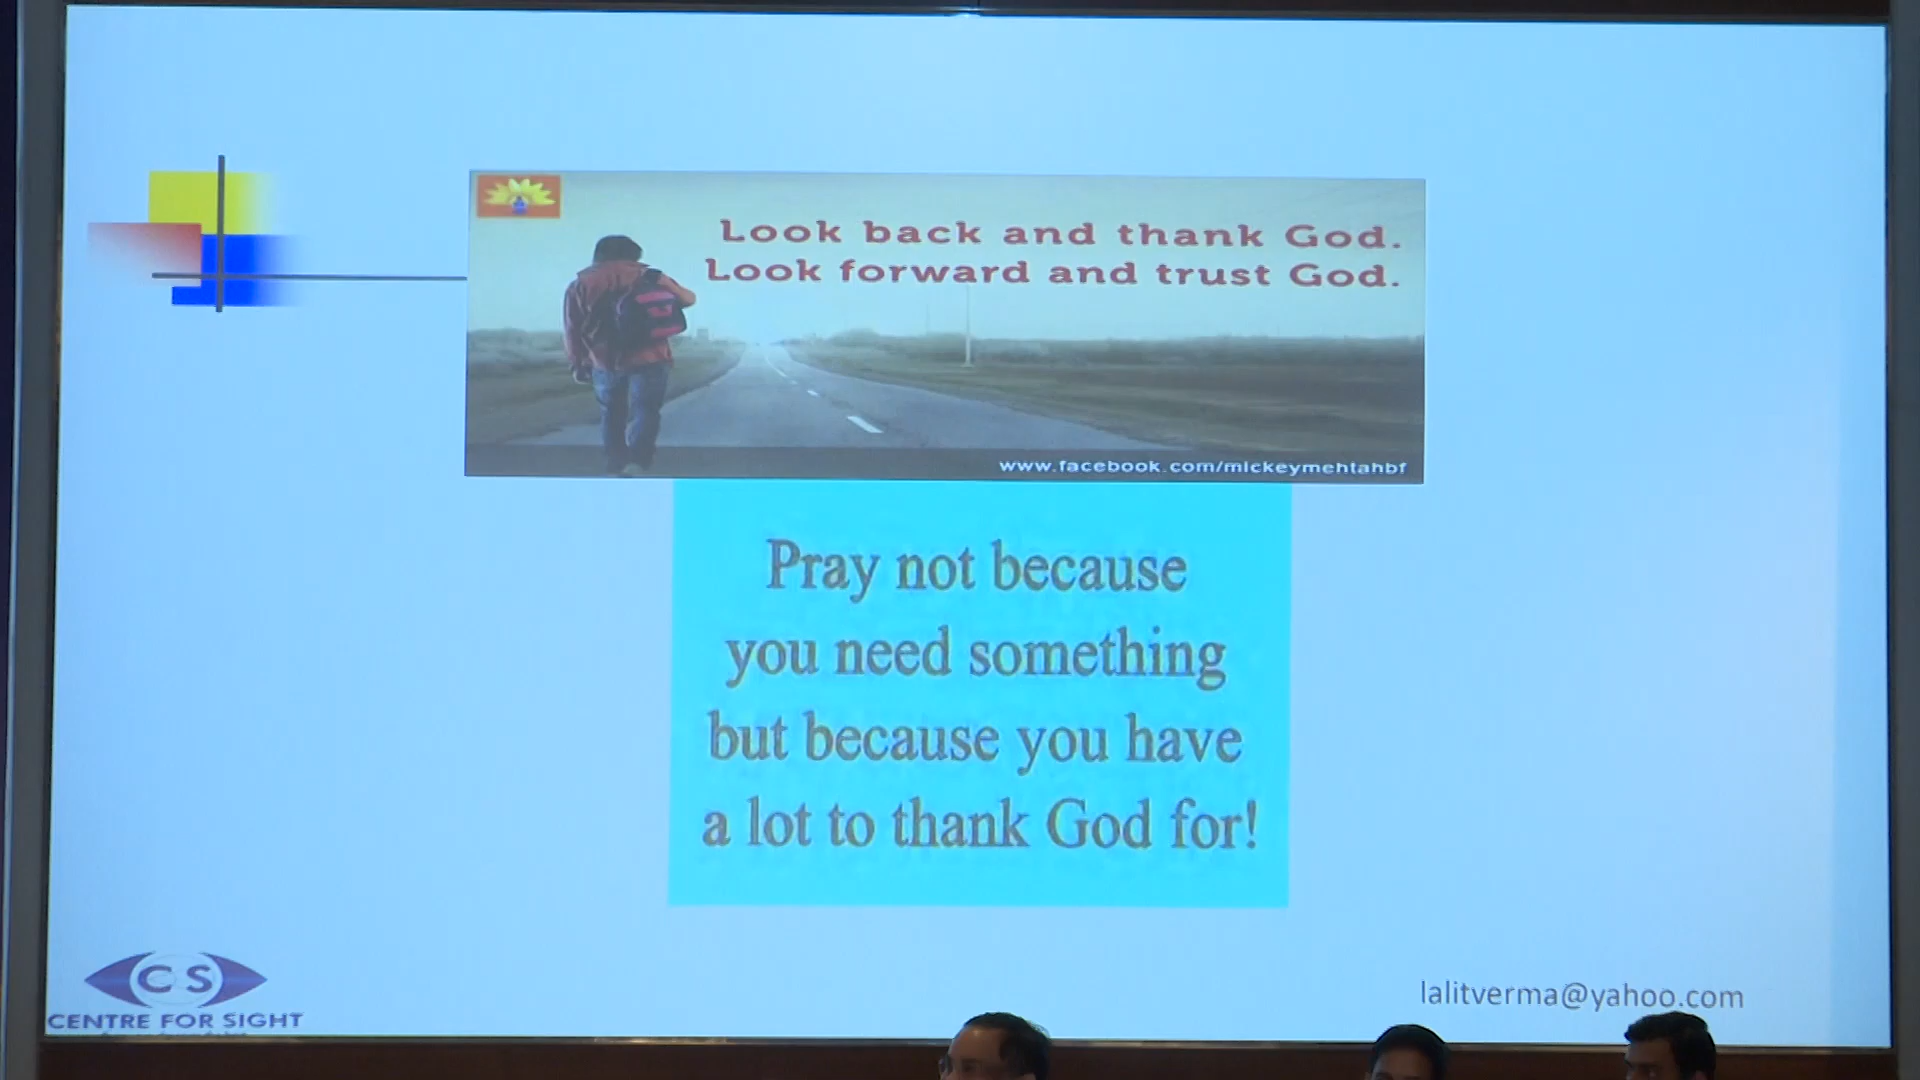 Look back and thank God.
Look forward and trust God.
www.facebook.com/mickeymehtahbf
Pray not because
you need something
but because you have
a lot to thank God for!
CS
CENTRE FOR SIGHT
lalitverma@yahoo.com